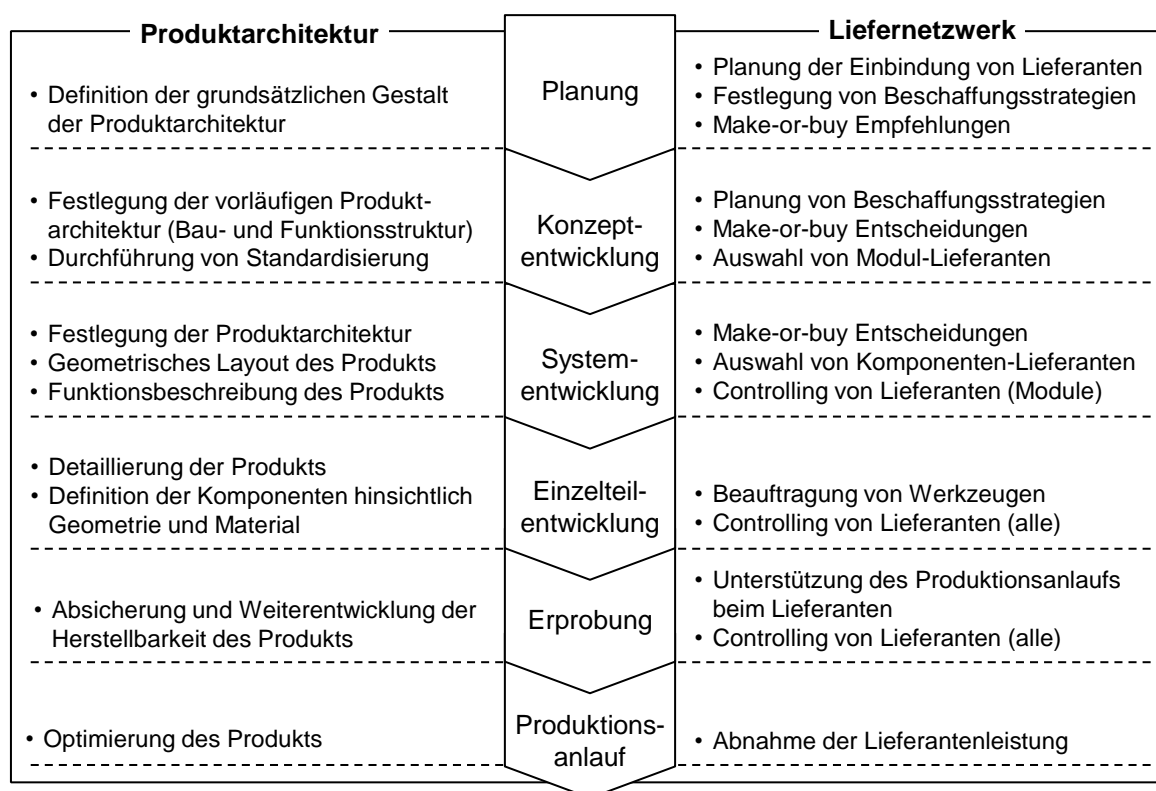 Produktarchitektur
Liefernetzwerk
• Definition der grundsätzlichen Gestalt
der Produktarchitektur
Planung
• Planung der Einbindung von Lieferanten
• Festlegung von Beschaffungsstrategien
• Make-or-buy Empfehlungen
• Festlegung der vorläufigen Produkt-
architektur (Bau- und Funktionsstruktur)
• Durchführung von Standardisierung
Konzept-
entwicklung
• Planung von Beschaffungsstrategien
• Make-or-buy Entscheidungen
• Auswahl von Modul-Lieferanten
• Festlegung der Produktarchitektur
• Geometrisches Layout des Produkts
• Funktionsbeschreibung des Produkts
System-
entwicklung
• Make-or-buy Entscheidungen
• Auswahl von Komponenten-Lieferanten
• Controlling von Lieferanten (Module)
• Detaillierung der Produkts
• Definition der Komponenten hinsichtlich
Geometrie und Material
Einzelteil-
entwicklung
• Beauftragung von Werkzeugen
• Controlling von Lieferanten (alle)
• Absicherung und Weiterentwicklung der
Herstellbarkeit des Produkts
Erprobung
• Unterstützung des Produktionsanlaufs
beim Lieferanten
• Controlling von Lieferanten (alle)
• Optimierung des Produkts
Produktions-
anlauf
• Abnahme der Lieferantenleistung